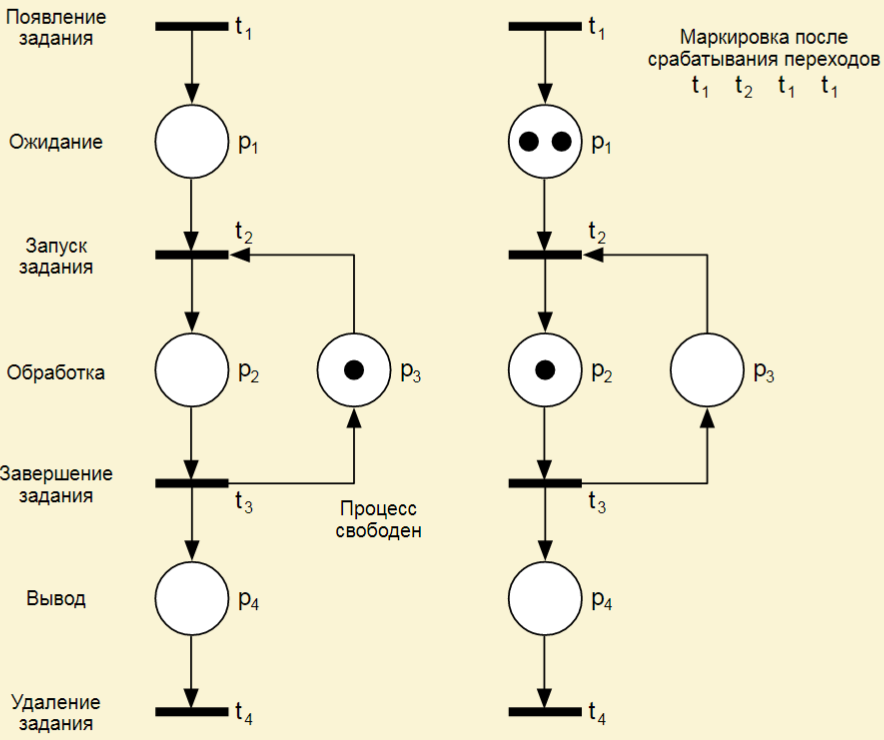 Появление
задания
t1
Ожидание
p1
Запуск
задания
t2
Обработка
p2
p3
Завершение
задания
t3
Процесс
свободен
Вывод
p4
Удаление
задания
t4
t1
Маркировка после
срабатывания переходов
t1 t2 t1 t1
p1
t2
p2
p3
t3
p4
t4